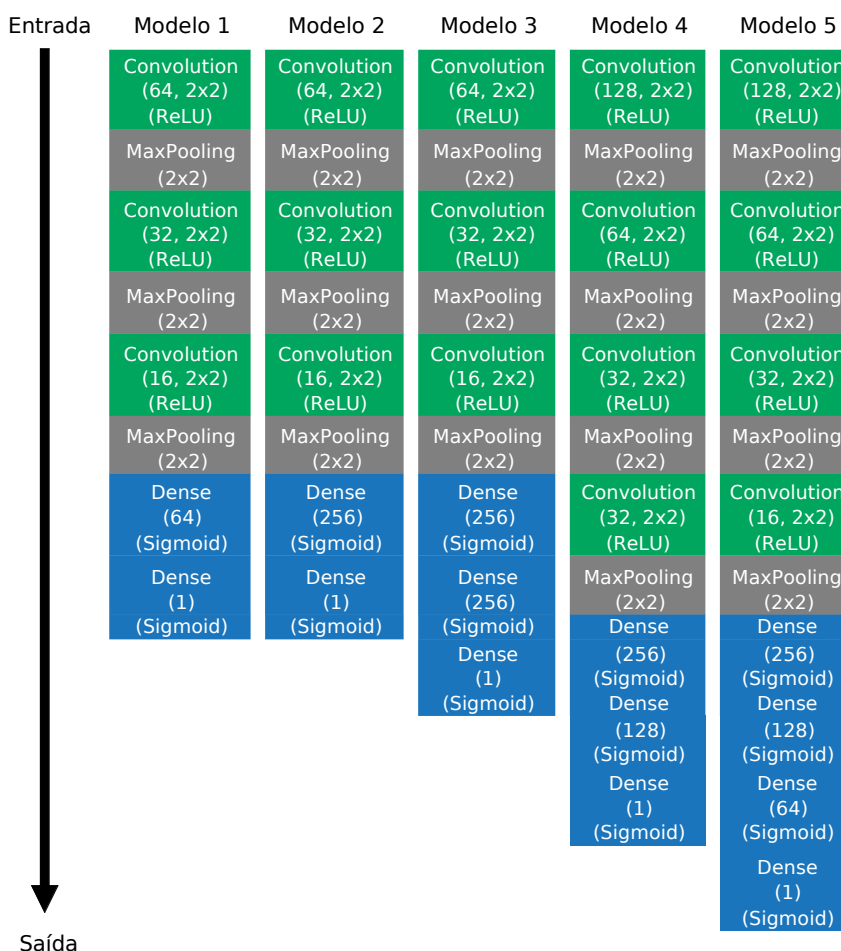 Entrada
Modelo 1
Convolution
(64, 2x2)
(ReLU)
MaxPooling
(2x2)
Convolution
(32, 2x2)
(ReLU)
MaxPooling
(2x2)
Convolution
(16, 2x2)
(ReLU)
MaxPooling
(2x2)
Dense
(64)
(Sigmoid)
Dense
(1)
(Sigmoid)
Modelo 2
Convolution
(64, 2x2)
(ReLU)
MaxPooling
(2x2)
Convolution
(32, 2x2)
(ReLU)
MaxPooling
(2x2)
Convolution
(16, 2x2)
(ReLU)
MaxPooling
(2x2)
Dense
(256)
(Sigmoid)
Dense
(1)
(Sigmoid)
Modelo 3
Convolution
(64, 2x2)
(ReLU)
MaxPooling
(2x2)
Convolution
(32, 2x2)
(ReLU)
MaxPooling
(2x2)
Convolution
(16, 2x2)
(ReLU)
MaxPooling
(2x2)
Dense
(256)
(Sigmoid)
Dense
(256)
(Sigmoid)
Dense
(1)
(Sigmoid)
Modelo 4
Convolution
(128, 2x2)
(ReLU)
MaxPooling
(2x2)
Convolution
(64, 2x2)
(ReLU)
MaxPooling
(2x2)
Convolution
(32, 2x2)
(ReLU)
MaxPooling
(2x2)
Convolution
(32, 2x2)
(ReLU)
MaxPooling
(2x2)
Dense
(256)
(Sigmoid)
Dense
(128)
(Sigmoid)
Dense
(1)
(Sigmoid)
Modelo 5
Convolution
(128, 2x2)
(ReLU)
MaxPooling
(2x2)
Convolution
(64, 2x2)
(ReLU)
MaxPooling
(2x2)
Convolution
(32, 2x2)
(ReLU)
MaxPooling
(2x2)
Convolution
(16, 2x2)
(ReLU)
MaxPooling
(2x2)
Dense
(256)
(Sigmoid)
Dense
(128)
(Sigmoid)
Dense
(64)
(Sigmoid)
Dense
(1)
(Sigmoid)
Saída